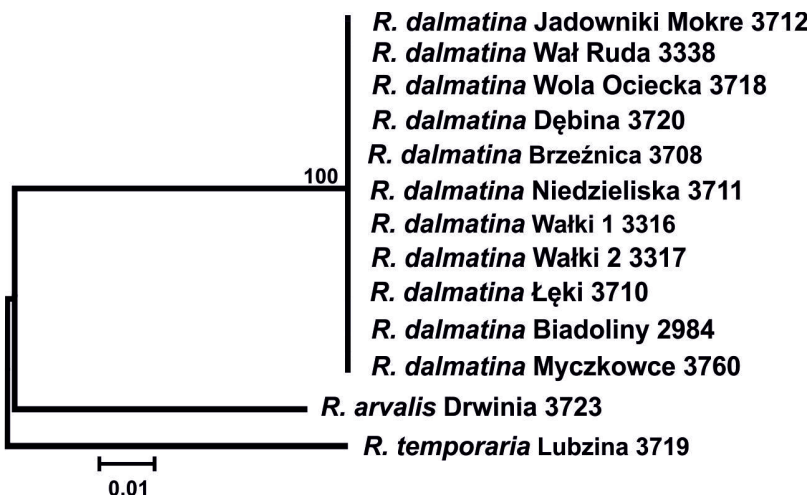 R. dalmatina Jadowniki Mokre 3712
R. dalmatina Wał Ruda 3338
R. dalmatina Wola Ociecka 3718
R. dalmatina Dębina 3720
R. dalmatina Brzeźnica 3708
100
R. dalmatina Niedzieliska 3711
R. dalmatina Wałki 1 3316
R. dalmatina Wałki 2 3317
R. dalmatina Łęki 3710
R. dalmatina Biadoliny 2984
R. dalmatina Myczkowce 3760
R. arvalis Drwinia 3723
R. temporaria Lubzina 3719
0.01